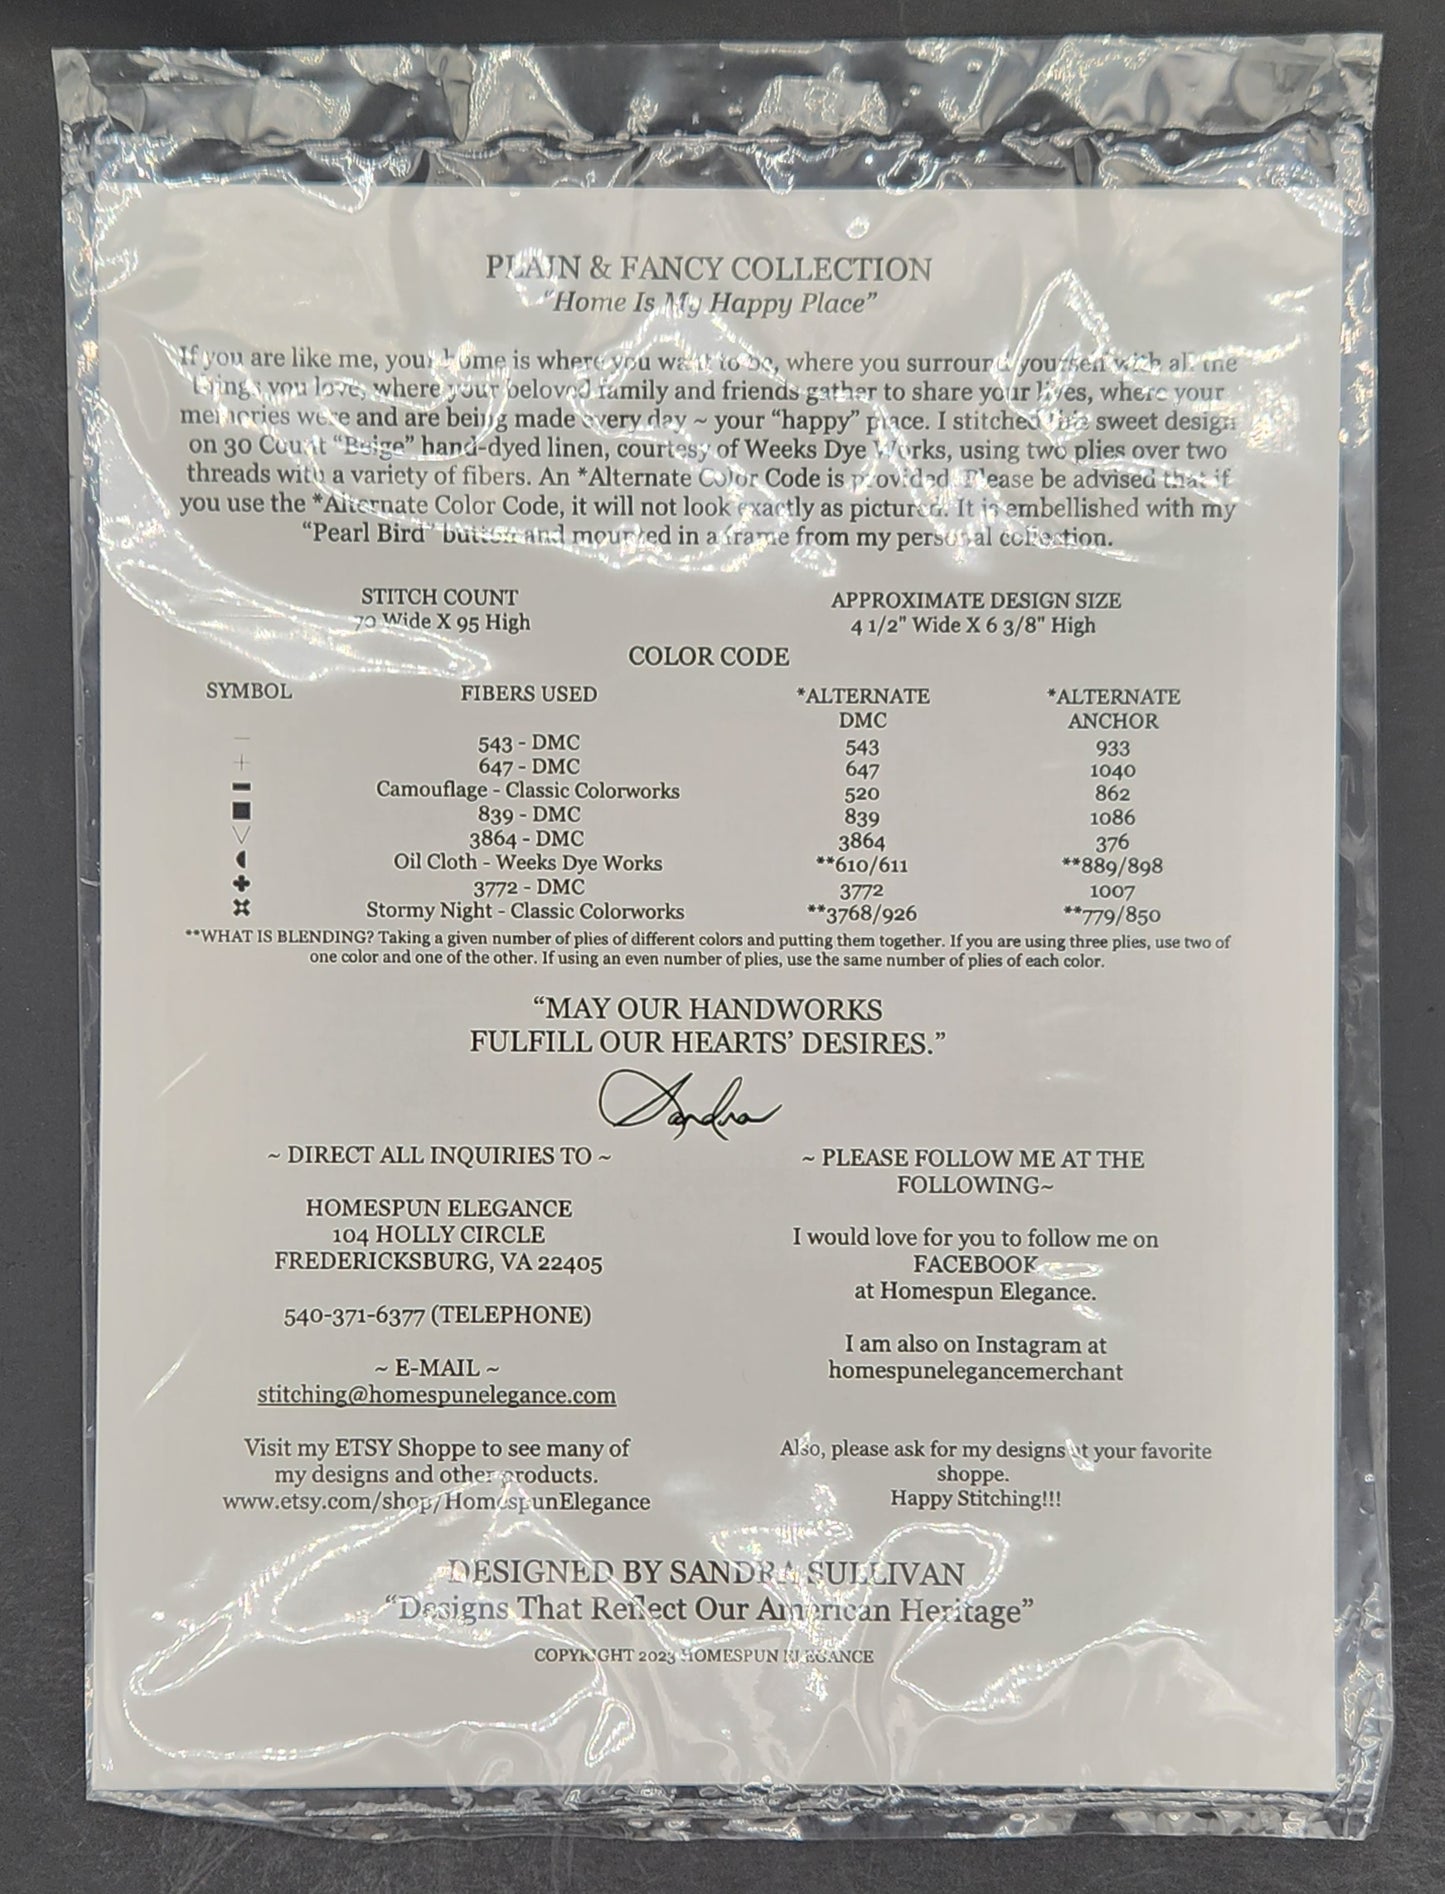 PLAIN & FANCY COLLECTION
"Home Is My Happy Place"
If you are like me, your home is where you want to be, where you surround yourself with all the
things you love, where your beloved family and friends gather to share your lives, where your
memories were and are being made every day ~ your "happy" place. I stitched this sweet design
on 30 Count "Beige" hand-dyed linen, courtesy of Weeks Dye Works, using two plies over two
threads with a variety of fibers. An *Alternate Color Code is provided. Please be advised that if
you use the *Alternate Color Code, it will not look exactly as pictured. It is embellished with my
"Pearl Bird" button and mounted in a frame from my personal collection.
STITCH COUNT
70 Wide X 95 High
APPROXIMATE DESIGN SIZE
4 1/2" Wide X 6 3/8" High
COLOR CODE
SYMBOL FIBERS USED *ALTERNATE DMC *ALTERNATE ANCHOR
543 - DMC 543 933
647 - DMC 647 1040
Camouflage - Classic Colorworks 520 862
839 - DMC 839 1086
3864 - DMC 3864 376
Oil Cloth - Weeks Dye Works **610/611 **889/898
3772 - DMC 3772 1007
Stormy Night - Classic Colorworks **3768/926 **779/850
**WHAT IS BLENDING? Taking a given number of plies of different colors and putting them together. If you are using three plies, use two of
one color and one of the other. If using an even number of plies, use the same number of plies of each color.
"MAY OUR HANDWORKS
FULFILL OUR HEARTS' DESIRES."
Sandra
~ DIRECT ALL INQUIRIES TO ~
HOMESPUN ELEGANCE
104 HOLLY CIRCLE
FREDERICKSBURG, VA 22405
540-371-6377 (TELEPHONE)
~ E-MAIL ~
stitching@homespunelegance.com
Visit my ETSY Shoppe to see many of
my designs and other products.
www.etsy.com/shop/HomespunElegance
~ PLEASE FOLLOW ME AT THE
FOLLOWING~
I would love for you to follow me on
FACEBOOK
at Homespun Elegance.
I am also on Instagram at
homespunelegancemerchant
Also, please ask for my designs at your favorite
shoppe.
Happy Stitching!!!
DESIGNED BY SANDRA SULLIVAN
"Designs That Reflect Our American Heritage"
COPYRIGHT 2023 HOMESPUN ELEGANCE